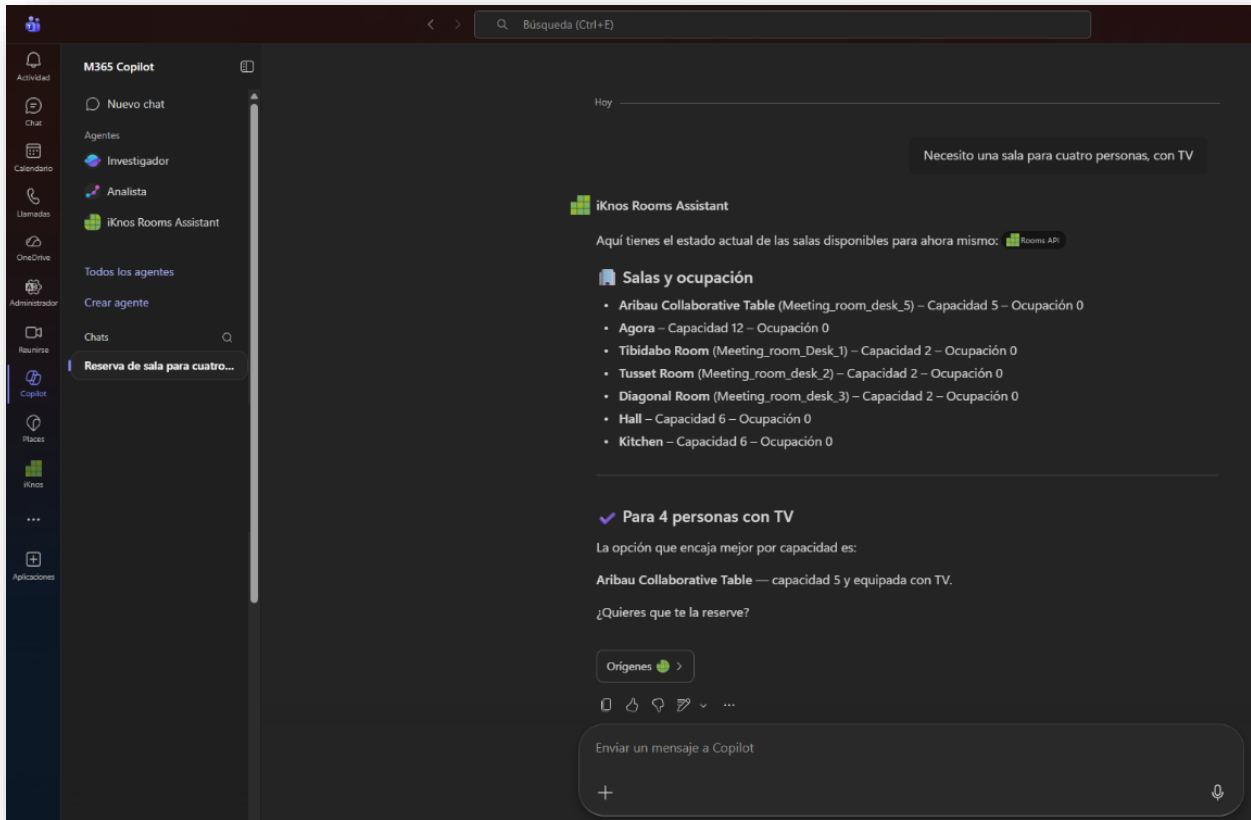 Búsqueda (Ctrl+E)
Actividad
Chat
Calendario
Llamadas
OneDrive
Administrador
Reunirse
Copilot
Places
iKnos
Aplicaciones
M365 Copilot
Nuevo chat
Agentes
Investigador
Analista
iKnos Rooms Assistant
Todos los agentes
Crear agente
Chats
Reserva de sala para cuatro...
Hoy
Necesito una sala para cuatro personas, con TV
iKnos Rooms Assistant
Aquí tienes el estado actual de las salas disponibles para ahora mismo: Rooms API
Salas y ocupación
• Aribau Collaborative Table (Meeting_room_desk_5) – Capacidad 5 – Ocupación 0
• Agora – Capacidad 12 – Ocupación 0
• Tibidabo Room (Meeting_room_Desk_1) – Capacidad 2 – Ocupación 0
• Tusset Room (Meeting_room_desk_2) – Capacidad 2 – Ocupación 0
• Diagonal Room (Meeting_room_desk_3) – Capacidad 2 – Ocupación 0
• Hall – Capacidad 6 – Ocupación 0
• Kitchen – Capacidad 6 – Ocupación 0
Para 4 personas con TV
La opción que encaja mejor por capacidad es:
Aribau Collaborative Table — capacidad 5 y equipada con TV.
¿Quieres que te la reserve?
Orígenes
Enviar un mensaje a Copilot